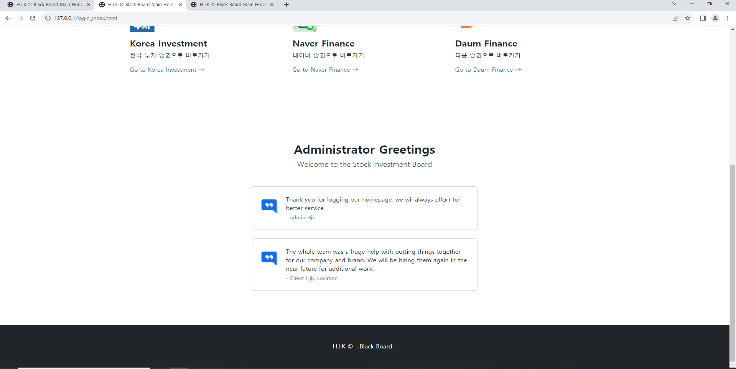 127.0.0.1/login_index.html
Korea Investment
Naver Finance
Daum Finance
한국 투자 증권으로 바로가기
네이버 증권으로 바로가기
다음 증권으로 바로가기
Go to Korea Investment →
Go to Naver Finance →
Go to Daum Finance →
Administrator Greetings
Welcome to the Stock Investment Board
Thank you for logging our homepage, we will always effort for
better service
- admin Hjk
The whole team was a huge help with putting things together
for our company and brand. We will be hiring them again in the
near future for additional work!
- Client Hjk, Location
HJK © - Black Board -